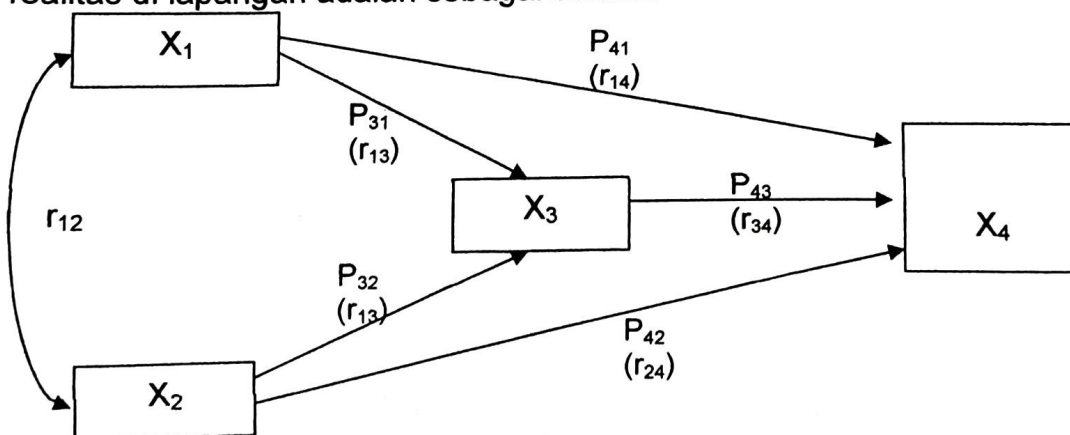 realitas di lapangan adalah sebagai
X₁
P₄₁
(r₁₄)
P₃₁
(r₁₃)
X₃
P₄₃
(r₃₄)
X₄
r₁₂
P₃₂
(r₁₃)
P₄₂
(r₂₄)
X₂